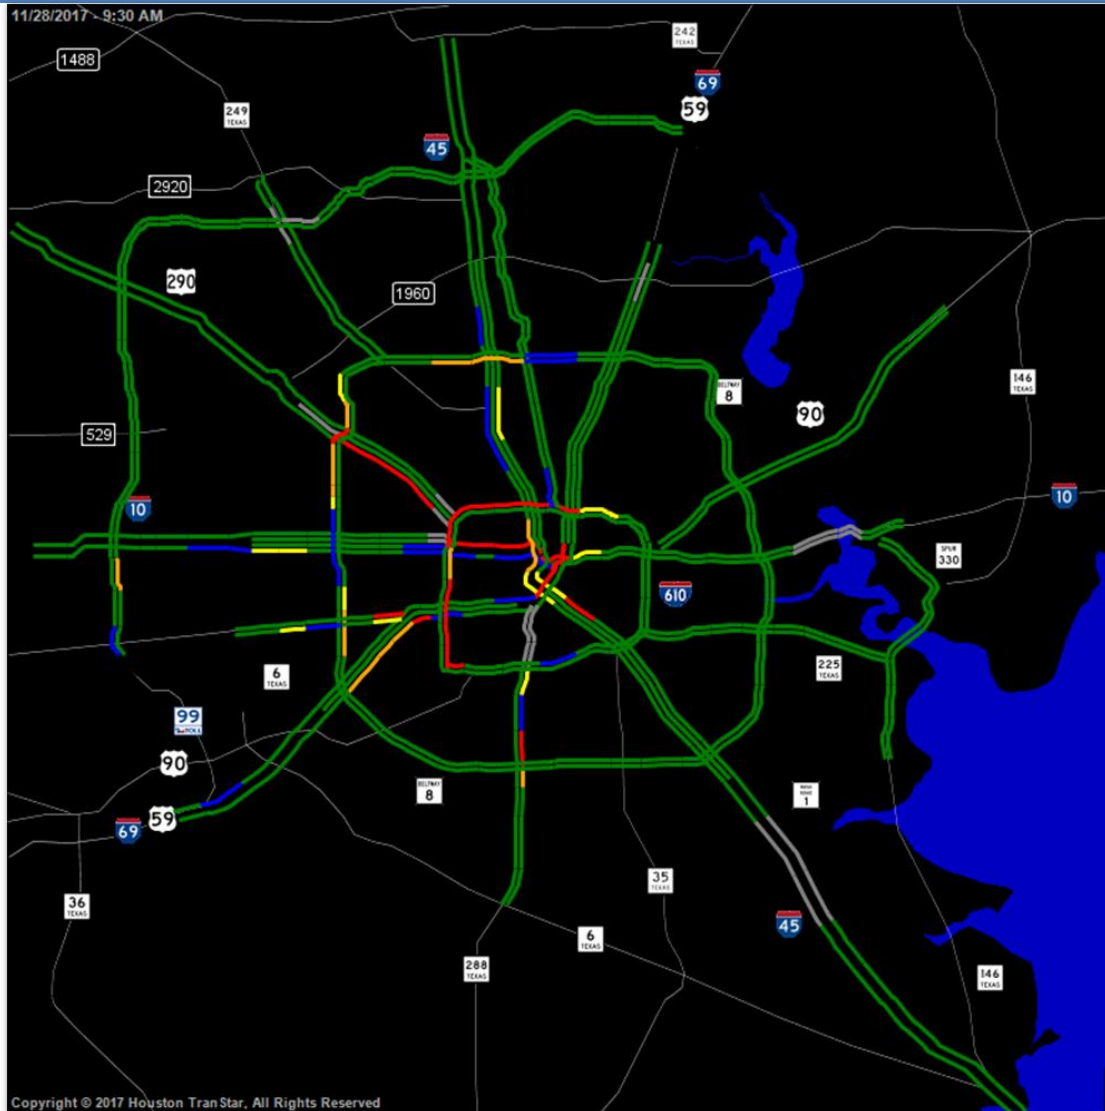 11/28/2017 - 9:30 AM
242
TEXAS
1488
69
59
249
TEXAS
45
2920
290
1960
146
TEXAS
BELTWAY
8
90
529
10
10
SPUR
330
610
225
TEXAS
6
TEXAS
99
90
BELTWAY
8
1
59
69
36
TEXAS
35
TEXAS
45
6
TEXAS
288
TEXAS
146
TEXAS
Copyright © 2017 Houston TranStar, All Rights Reserved